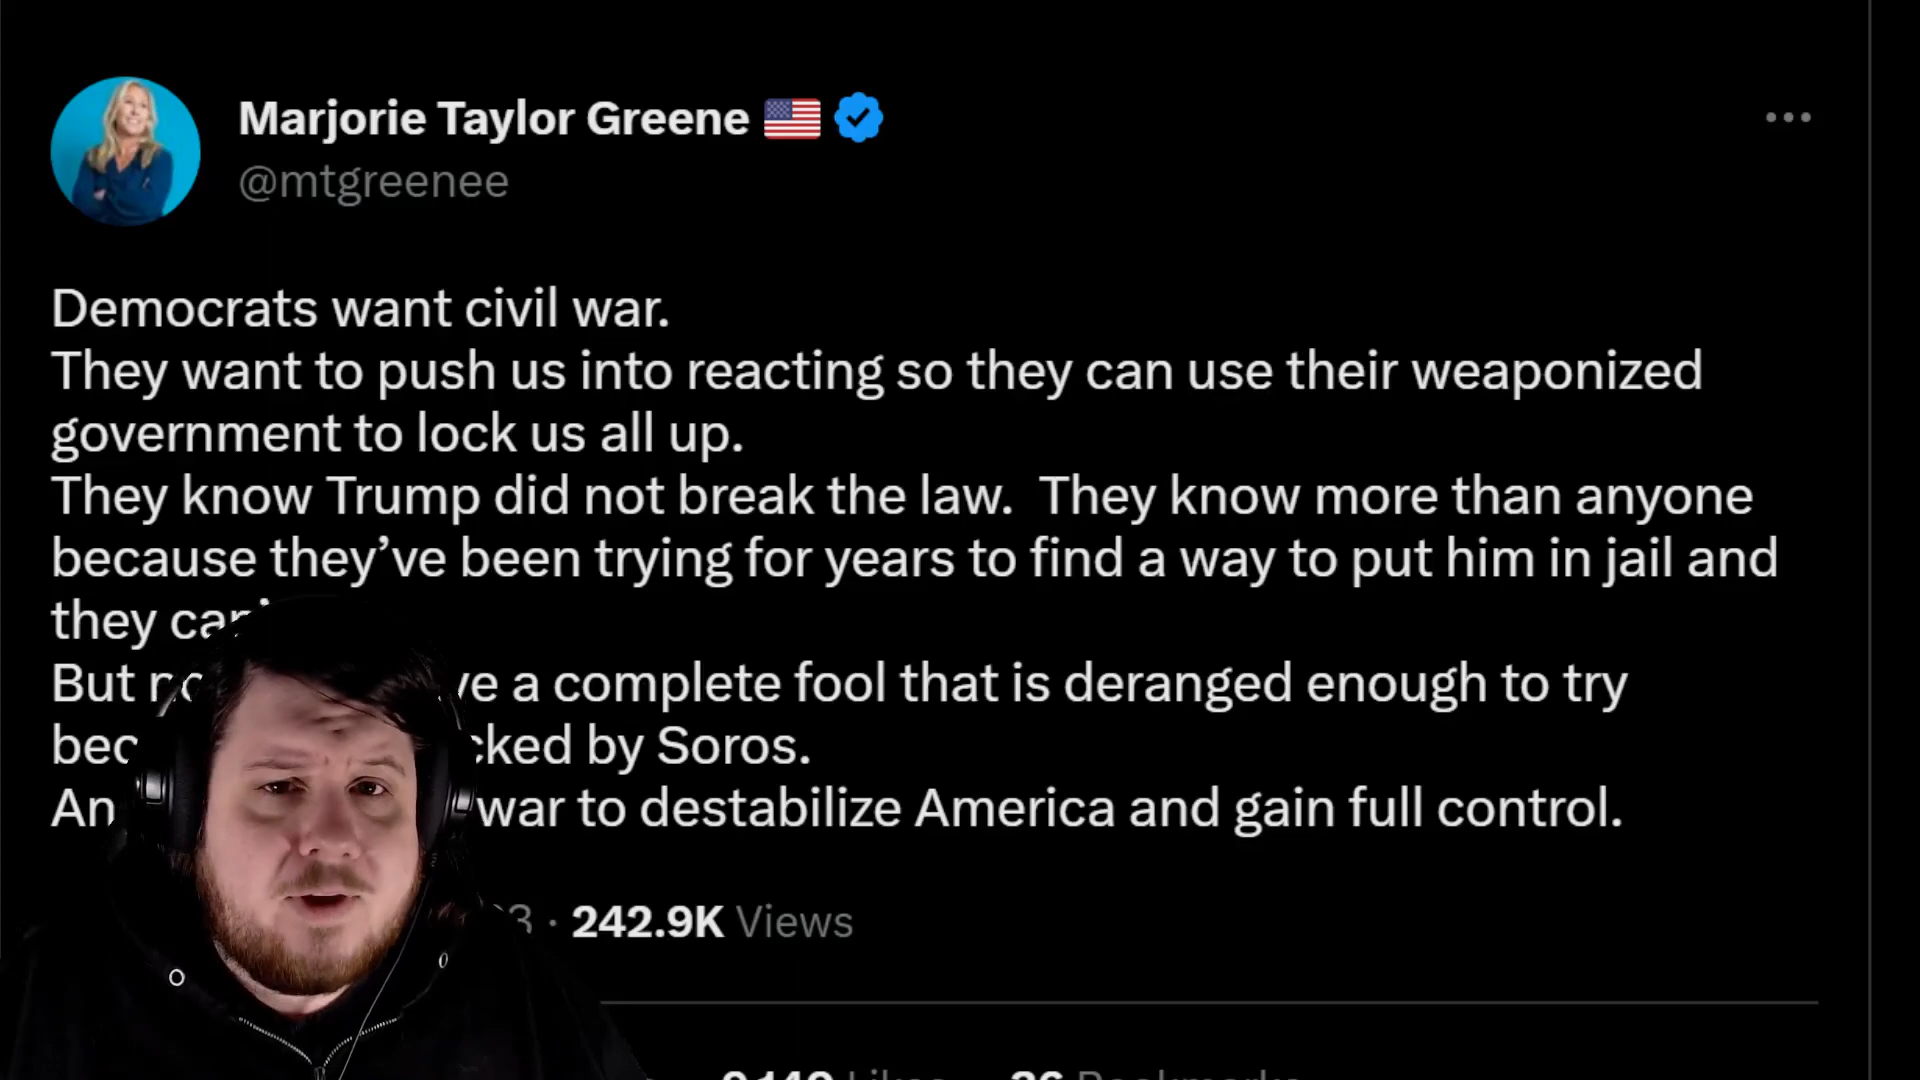 Marjorie Taylor Greene
@mtgreenee
Democrats want civil war.
They want to push us into reacting so they can use their weaponized
government to lock us all up.
They know Trump did not break the law. They know more than anyone
because they've been trying for years to find a way to put him in jail and
they
But a complete fool that is deranged enough to try
by Soros.
war to destabilize America and gain full control.
· 242.9K Views